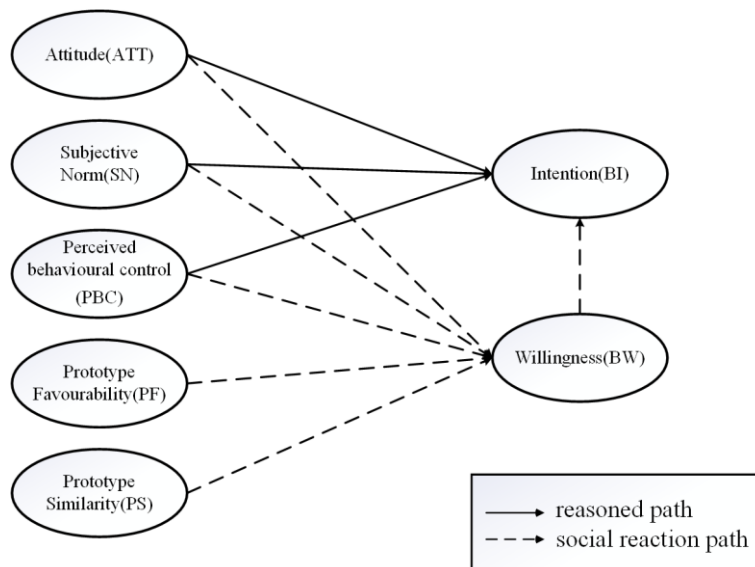 Attitude(ATT)
Subjective
Norm(SN)
Perceived
behavioural control
(PBC)
Prototype
Favourability(PF)
Prototype
Similarity(PS)
Intention(BI)
Willingness(BW)
reasoned path
social reaction path